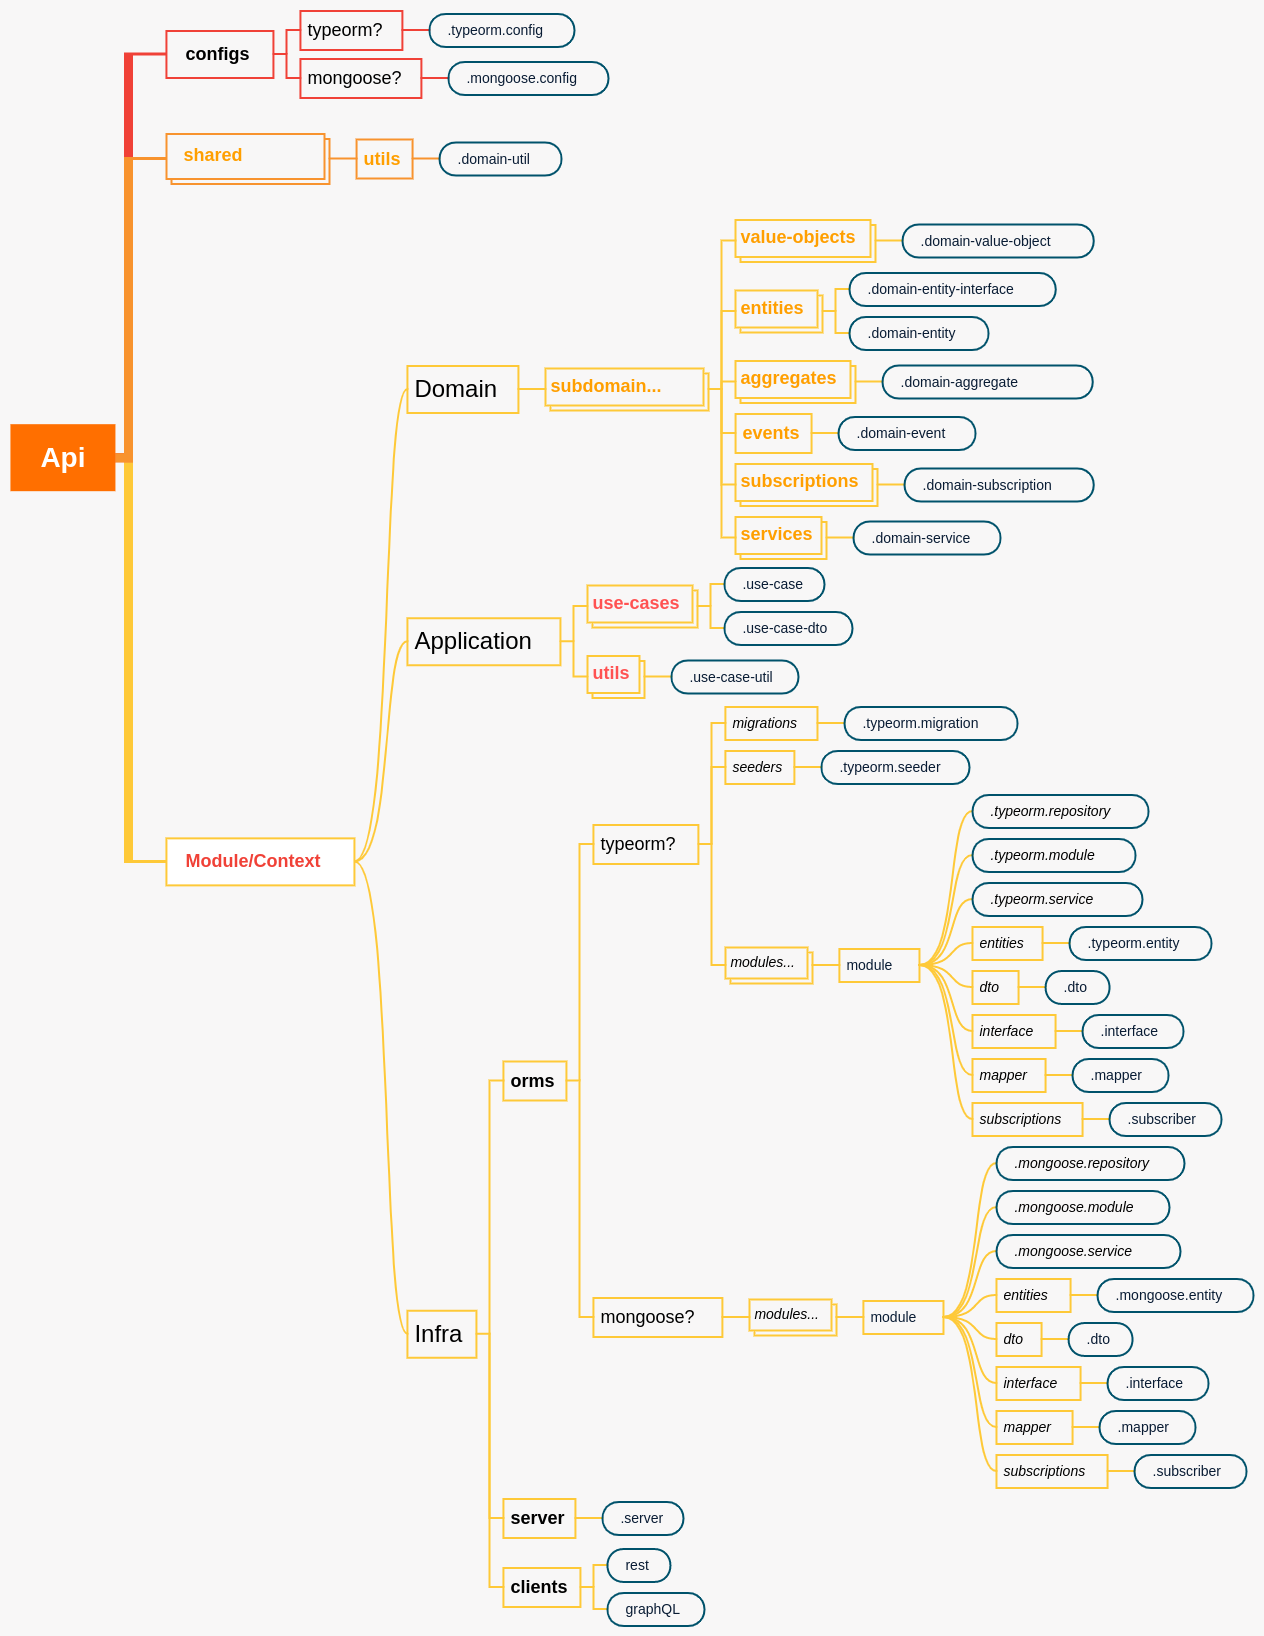 Api
configs
typeorm?
.typeorm.config
mongoose?
.mongoose.config
shared
utils
.domain-util
Module/Context
Domain
subdomain...
value-objects
.domain-value-object
entities
.domain-entity-interface
.domain-entity
aggregates
.domain-aggregate
events
.domain-event
subscriptions
.domain-subscription
services
.domain-service
Application
use-cases
.use-case
.use-case-dto
utils
.use-case-util
Infra
orms
typeorm?
migrations
.typeorm.migration
seeders
.typeorm.seeder
modules...
module
.typeorm.repository
.typeorm.module
.typeorm.service
entities
.typeorm.entity
dto
.dto
interface
.interface
mapper
.mapper
subscriptions
.subscriber
mongoose?
modules...
module
.mongoose.repository
.mongoose.module
.mongoose.service
entities
.mongoose.entity
dto
.dto
interface
.interface
mapper
.mapper
subscriptions
.subscriber
server
.server
clients
rest
graphQL